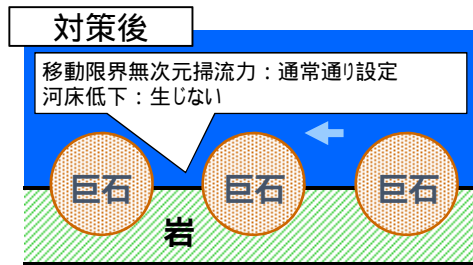 対策後
移動限界無次元掃流力：通常通り設定
河床低下：生じない
巨石
巨石
巨石
岩